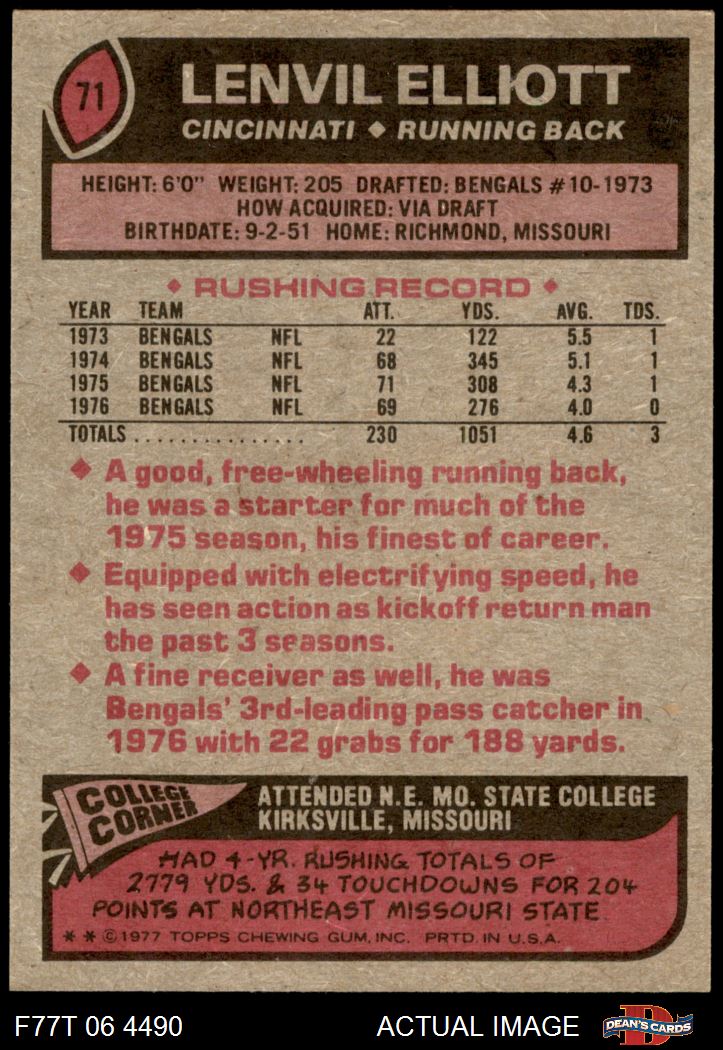 71
LENVIL ELLIOTT
CINCINNATI ◆ RUNNING BACK
HEIGHT: 6'0" WEIGHT: 205 DRAFTED: BENGALS #10-1973
HOW ACQUIRED: VIA DRAFT
BIRTHDATE: 9-2-51 HOME: RICHMOND, MISSOURI
◆ RUSHING RECORD ◆
YEAR TEAM ATT. YDS. AVG. TDS.
1973 BENGALS NFL 22 122 5.5 1
1974 BENGALS NFL 68 345 5.1 1
1975 BENGALS NFL 71 308 4.3 1
1976 BENGALS NFL 69 276 4.0 0
TOTALS . . . . . . . . . . . . . . . 230 1051 4.6 3
◆ A good, free-wheeling running back,
he was a starter for much of the
1975 season, his finest of career.
◆ Equipped with electrifying speed, he
has seen action as kickoff return man
the past 3 seasons.
◆ A fine receiver as well, he was
Bengals' 3rd-leading pass catcher in
1976 with 22 grabs for 188 yards.
COLLEGE
CORNER
ATTENDED N.E. MO. STATE COLLEGE
KIRKSVILLE, MISSOURI
HAD 4-YR. RUSHING TOTALS OF
2779 YDS. & 34 TOUCHDOWNS FOR 204
POINTS AT NORTHEAST MISSOURI STATE
* * © 1977 TOPPS CHEWING GUM, INC. PRTD. IN U.S.A.
F77T 06 4490 ACTUAL IMAGE D DEAN'S CARDS